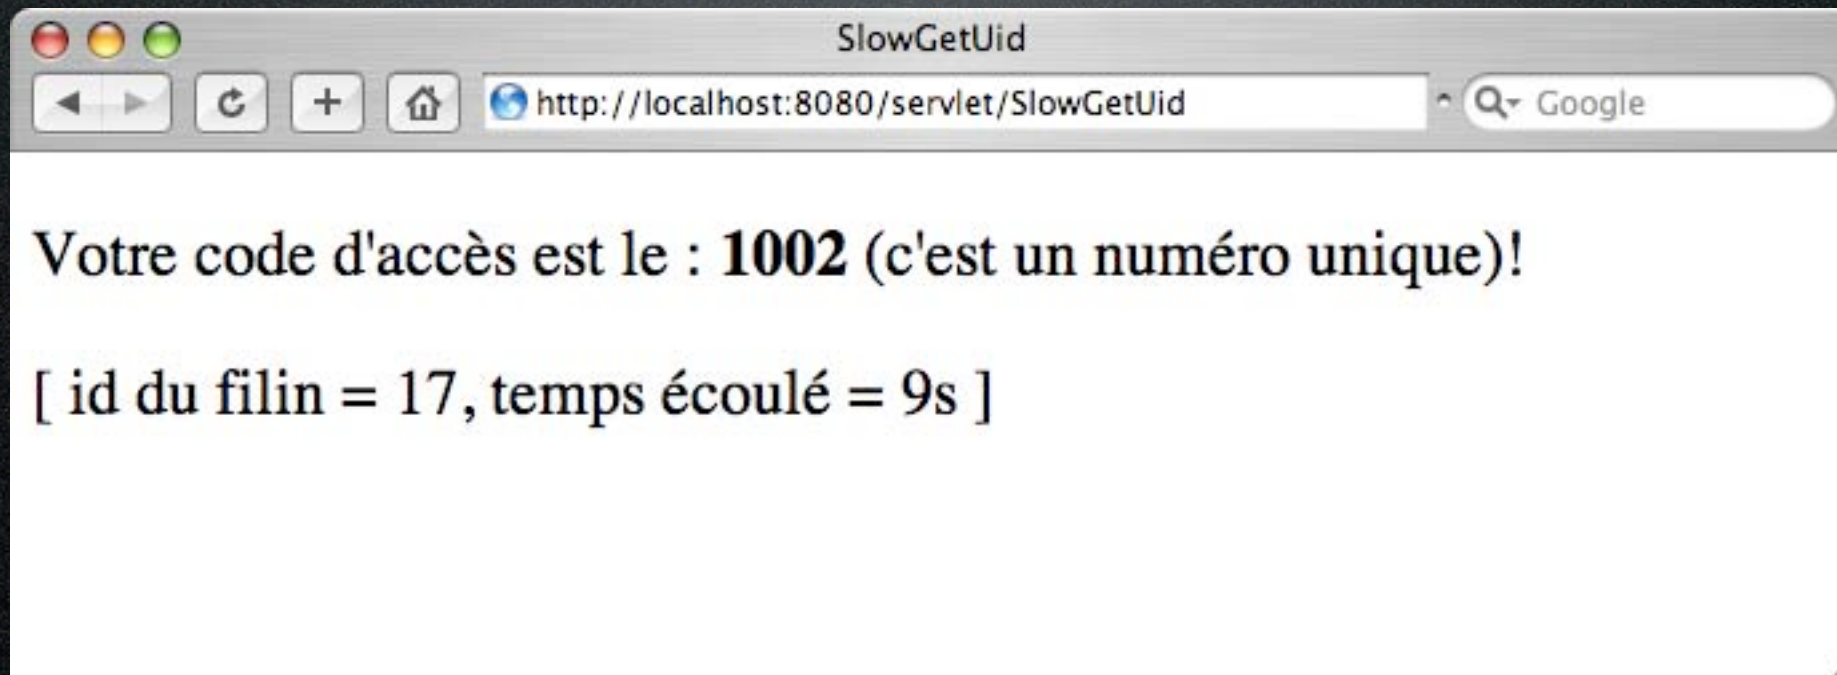 SlowGetUid
http://localhost:8080/servlet/SlowGetUid
Google
Votre code d'accès est le : 1002 (c'est un numéro unique)!
[ id du filin = 17, temps écoulé = 9s ]